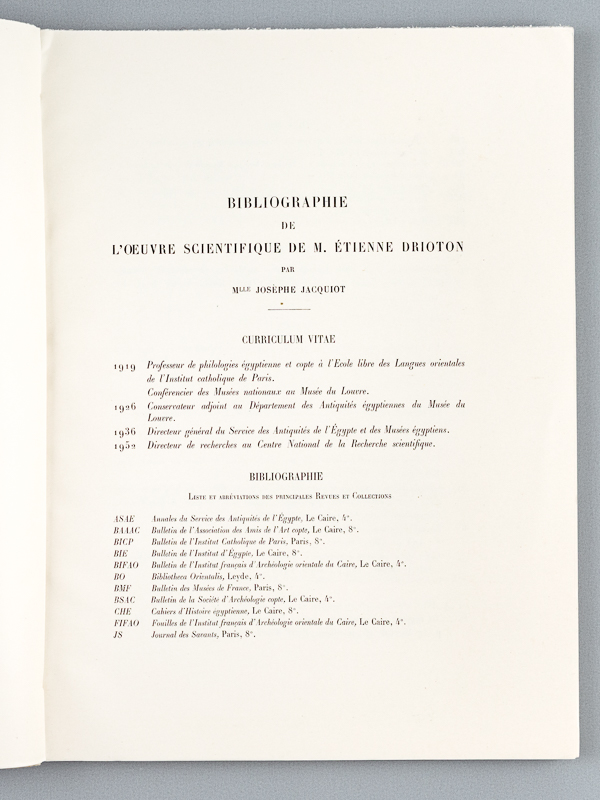 BIBLIOGRAPHIE
DE
L'ŒUVRE SCIENTIFIQUE DE M. ÉTIENNE DRIOTON
PAR
MLLE JOSÈPHE JACQUIOT
CURRICULUM VITAE
1919 Professeur de philologies égyptienne et copte à l'Ecole libre des Langues orientales
de l'Institut catholique de Paris.
Conférencier des Musées nationaux au Musée du Louvre.
1926 Conservateur adjoint au Département des Antiquités égyptiennes du Musée du
Louvre.
1936 Directeur général du Service des Antiquités de l'Égypte et des Musées égyptiens.
1952 Directeur de recherches au Centre National de la Recherche scientifique.
BIBLIOGRAPHIE
LISTE ET ABRÉVIATIONS DES PRINCIPALES REVUES ET COLLECTIONS
ASAE Annales du Service des Antiquités de l'Égypte, Le Caire, 4°.
BAAAC Bulletin de l'Association des Amis de l'Art copte, Le Caire, 8°.
BICP Bulletin de l'Institut Catholique de Paris, Paris, 8°.
BIE Bulletin de l'Institut d'Égypte, Le Caire, 8°.
BIFAO Bulletin de l'Institut français d'Archéologie orientale du Caire, Le Caire, 4°.
BO Bibliotheca Orientalis, Leyde, 4°.
BMF Bulletin des Musées de France, Paris, 8°.
BSAC Bulletin de la Société d'Archéologie copte, Le Caire, 4°.
CHE Cahiers d'Histoire égyptienne, Le Caire, 8°.
FIFAO Fouilles de l'Institut français d'Archéologie orientale du Caire, Le Caire, 4°.
JS Journal des Savants, Paris, 8°.